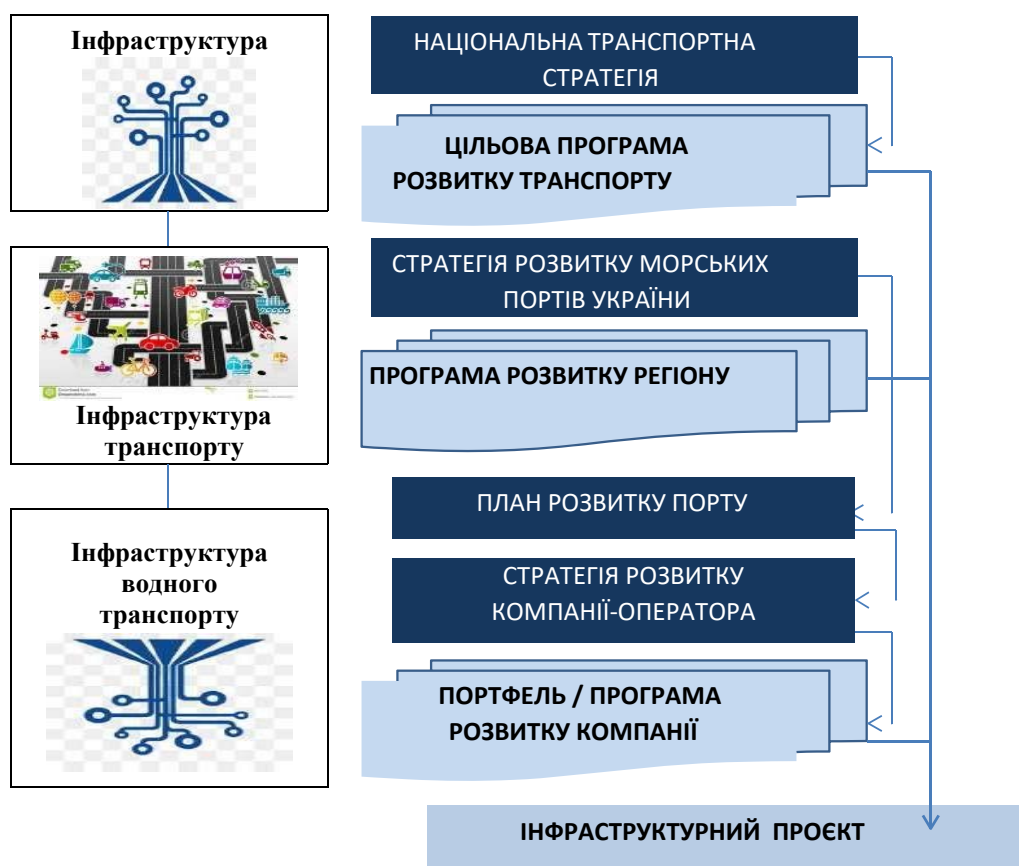 Інфраструктура
Інфраструктура
транспорту
Інфраструктура
водного
транспорту
НАЦІОНАЛЬНА ТРАНСПОРТНА
СТРАТЕГІЯ
ЦІЛЬОВА ПРОГРАМА
РОЗВИТКУ ТРАНСПОРТУ
СТРАТЕГІЯ РОЗВИТКУ МОРСЬКИХ
ПОРТІВ УКРАЇНИ
ПРОГРАМА РОЗВИТКУ РЕГІОНУ
ПЛАН РОЗВИТКУ ПОРТУ
СТРАТЕГІЯ РОЗВИТКУ
КОМПАНІЇ-ОПЕРАТОРА
ПОРТФЕЛЬ / ПРОГРАМА
РОЗВИТКУ КОМПАНІЇ
ІНФРАСТРУКТУРНИЙ ПРОЄКТ